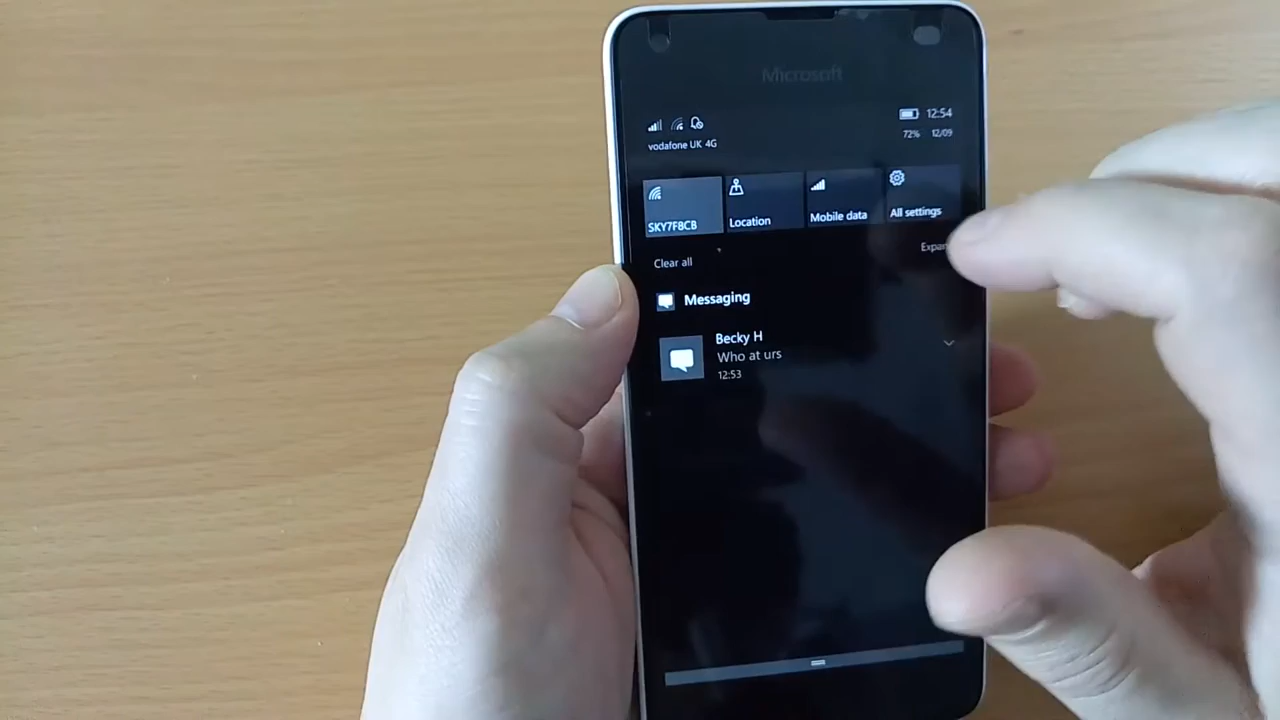 Microsoft
12:54
vodafone UK 4G
72% 12/09
SKY7F8CB
Location
Mobile data
All settings
Clear all
Messaging
Becky H
Who at urs
12:53